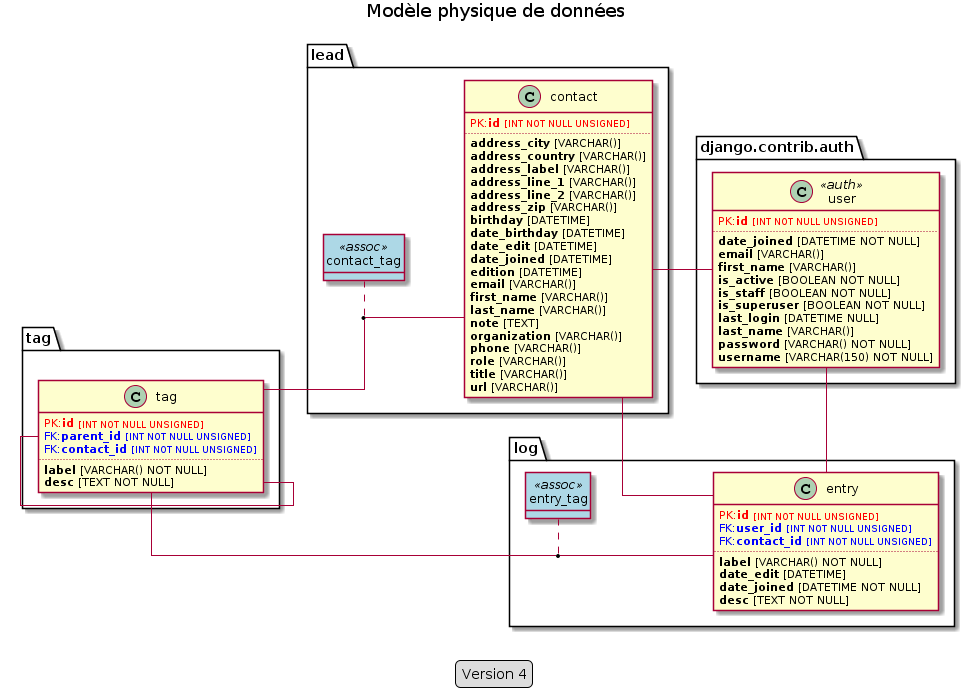 Modèle physique de données
lead
C contact
PK:id [INT NOT NULL UNSIGNED]
address_city [VARCHAR()]
address_country [VARCHAR()]
address_label [VARCHAR()]
address_line_1 [VARCHAR()]
address_line_2 [VARCHAR()]
address_zip [VARCHAR()]
birthday [DATETIME]
date_birthday [DATETIME]
date_edit [DATETIME]
date_joined [DATETIME]
edition [DATETIME]
email [VARCHAR()]
first_name [VARCHAR()]
last_name [VARCHAR()]
note [TEXT]
organization [VARCHAR()]
phone [VARCHAR()]
role [VARCHAR()]
title [VARCHAR()]
url [VARCHAR()]
«assoc»
contact_tag
django.contrib.auth
C «auth»
user
PK:id [INT NOT NULL UNSIGNED]
date_joined [DATETIME NOT NULL]
email [VARCHAR()]
first_name [VARCHAR()]
is_active [BOOLEAN NOT NULL]
is_staff [BOOLEAN NOT NULL]
is_superuser [BOOLEAN NOT NULL]
last_login [DATETIME NULL]
last_name [VARCHAR()]
password [VARCHAR() NOT NULL]
username [VARCHAR(150) NOT NULL]
tag
C tag
PK:id [INT NOT NULL UNSIGNED]
FK:parent_id [INT NOT NULL UNSIGNED]
FK:contact_id [INT NOT NULL UNSIGNED]
label [VARCHAR() NOT NULL]
desc [TEXT NOT NULL]
log
«assoc»
entry_tag
C entry
PK:id [INT NOT NULL UNSIGNED]
FK:user_id [INT NOT NULL UNSIGNED]
FK:contact_id [INT NOT NULL UNSIGNED]
label [VARCHAR() NOT NULL]
date_edit [DATETIME]
date_joined [DATETIME NOT NULL]
desc [TEXT NOT NULL]
Version 4